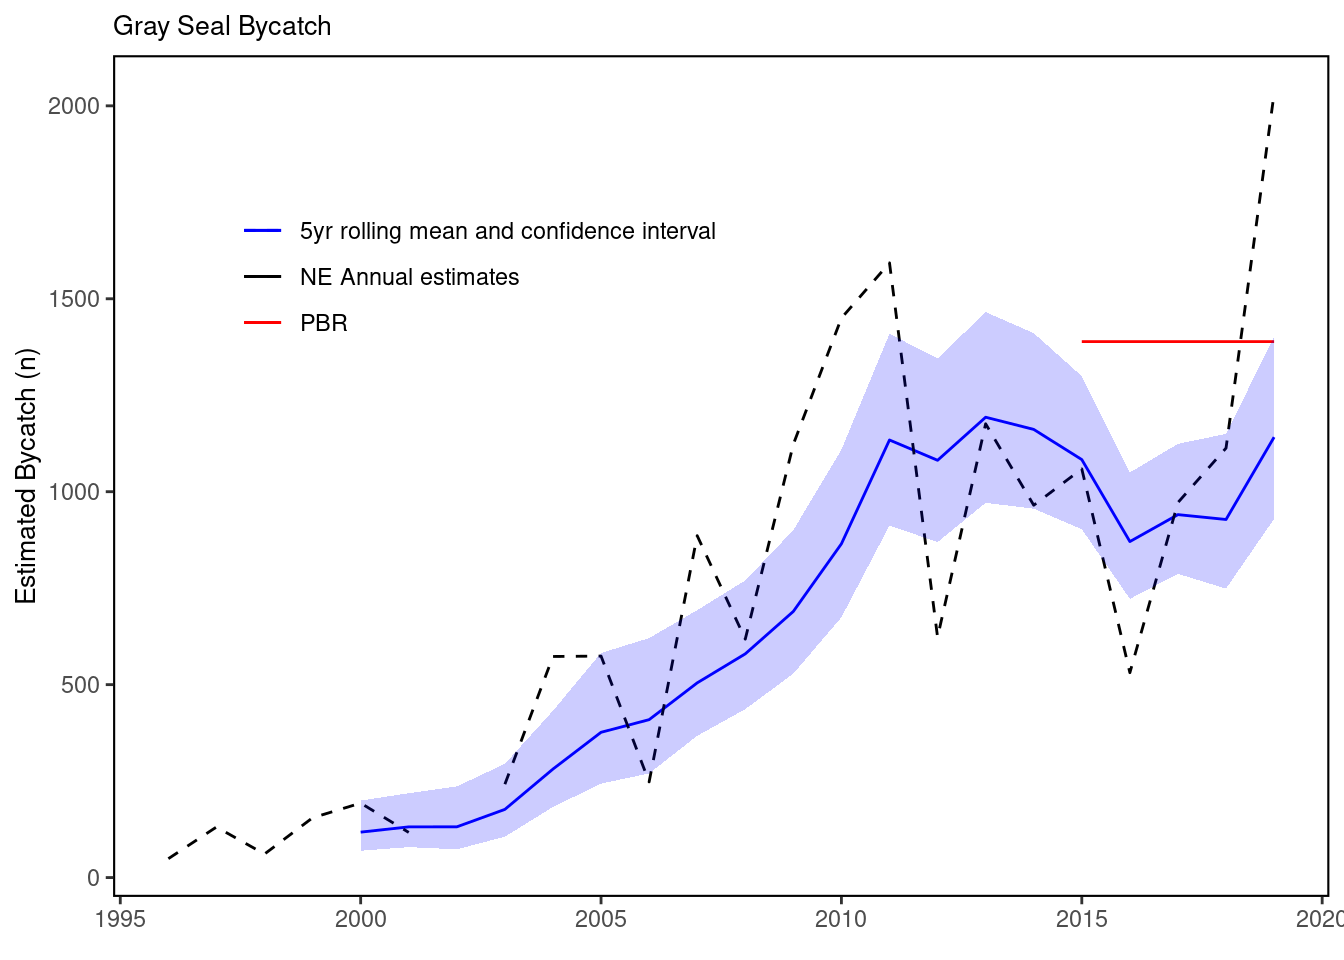 Gray Seal Bycatch
2000
1500
1000
500
0
Estimated Bycatch (n)
5yr rolling mean and confidence interval
NE Annual estimates
PBR
1995
2000
2005
2010
2015
2020